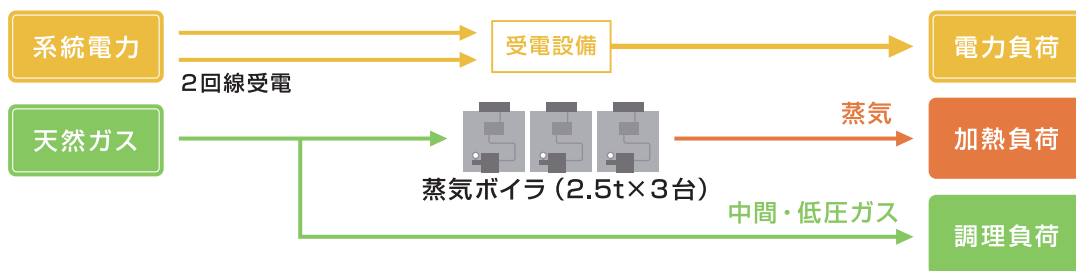 系統電力
受電設備
電力負荷
2回線受電
天然ガス
蒸気
加熱負荷
蒸気ボイラ(2.5t×3台)
中間・低圧ガス
調理負荷